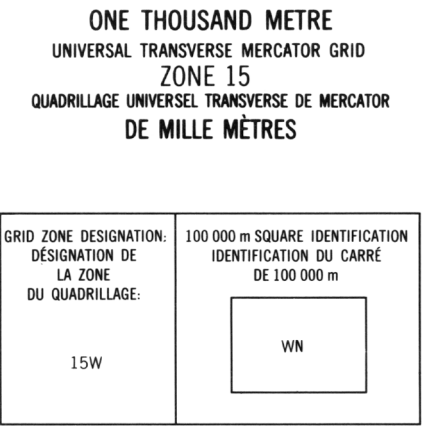 ONE THOUSAND METRE
UNIVERSAL TRANSVERSE MERCATOR GRID
ZONE 15
QUADRILLAGE UNIVERSEL TRANSVERSE DE MERCATOR
DE MILLE MÈTRES
GRID ZONE DESIGNATION:
DÉSIGNATION DE
LA ZONE
DU QUADRILLAGE:
15W
100 000 m SQUARE IDENTIFICATION
IDENTIFICATION DU CARRÉ
DE 100 000 m
WN